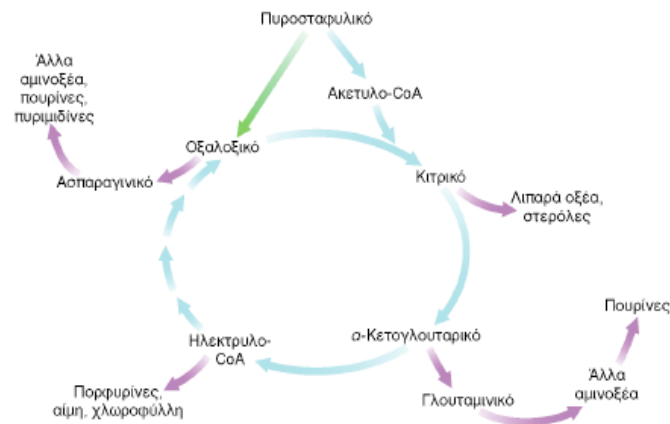 Πυροσταφυλικό
Άλλα
αμινοξέα,
πουρίνες,
πυριμιδίνες
Ακετυλο-CoA
Οξαλοξικό
Ασπαραγινικό
Κιτρικό
Λιπαρά οξέα,
στερόλες
Πουρίνες
Ηλεκτρυλο-
CoA
α-Κετογλουταρικό
Πορφυρίνες,
αίμη, χλωροφύλλη
Γλουταμινικό
Άλλα
αμινοξέα